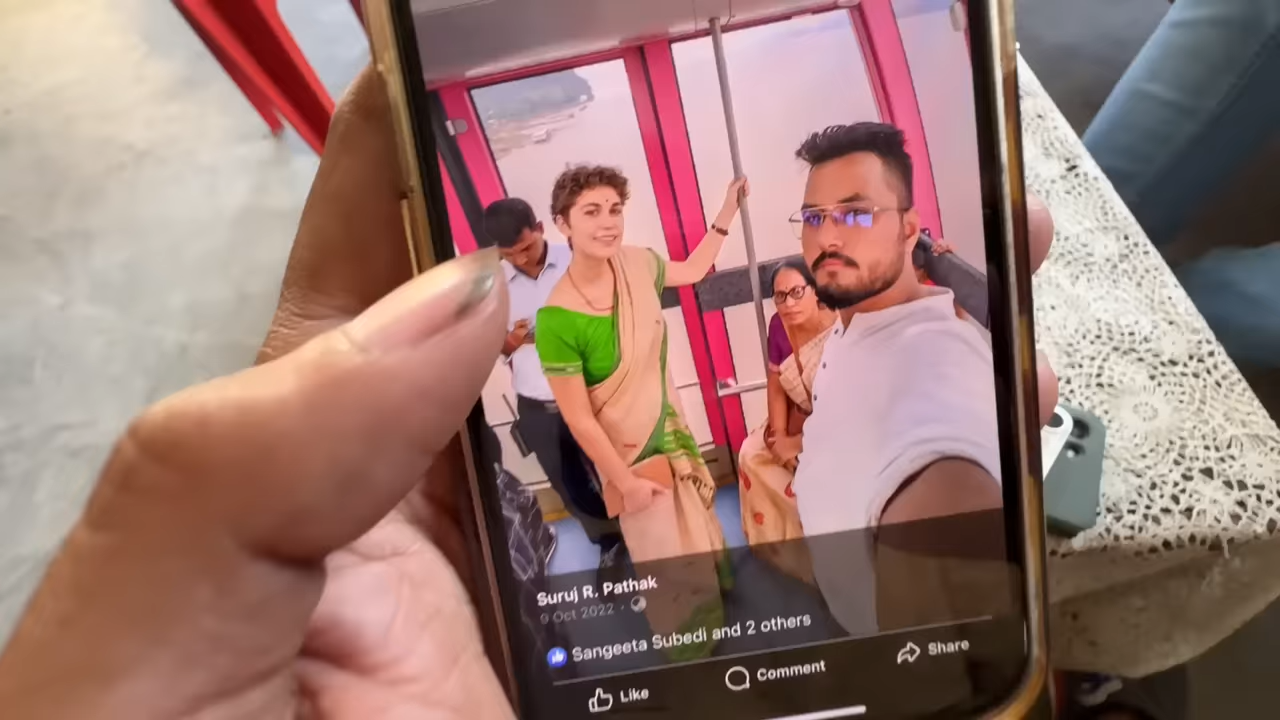 Suruj R. Pathak
9 Oct 2022
Sangeeta Subedi and 2 others
Like
Comment
Share